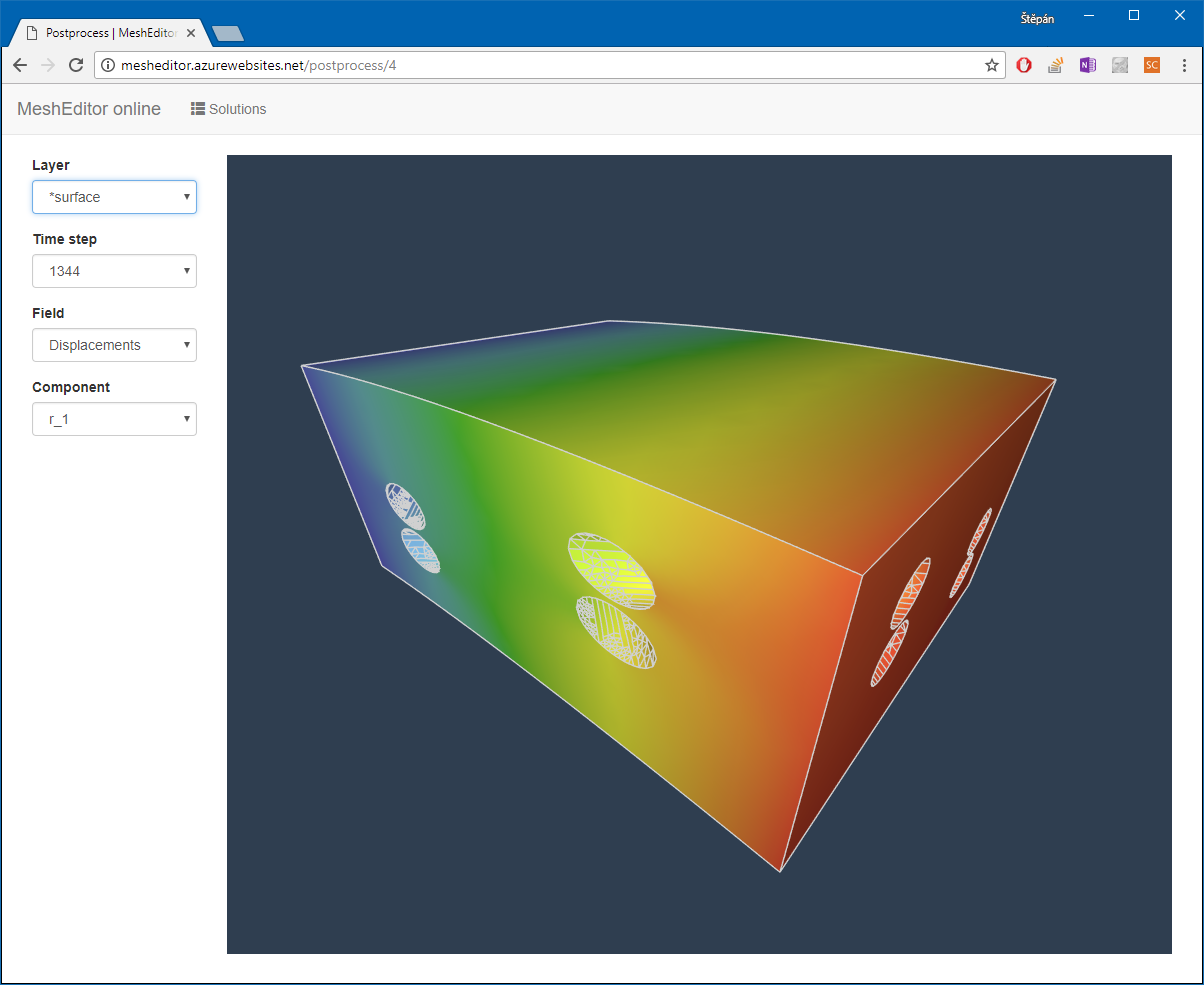 Štěpán
Postprocess | MeshEditor
mesheditor.azurewebsites.net/postprocess/4
N
SC
MeshEditor online
Solutions
Layer
*surface
Time step
1344
Field
Displacements
Component
r_1